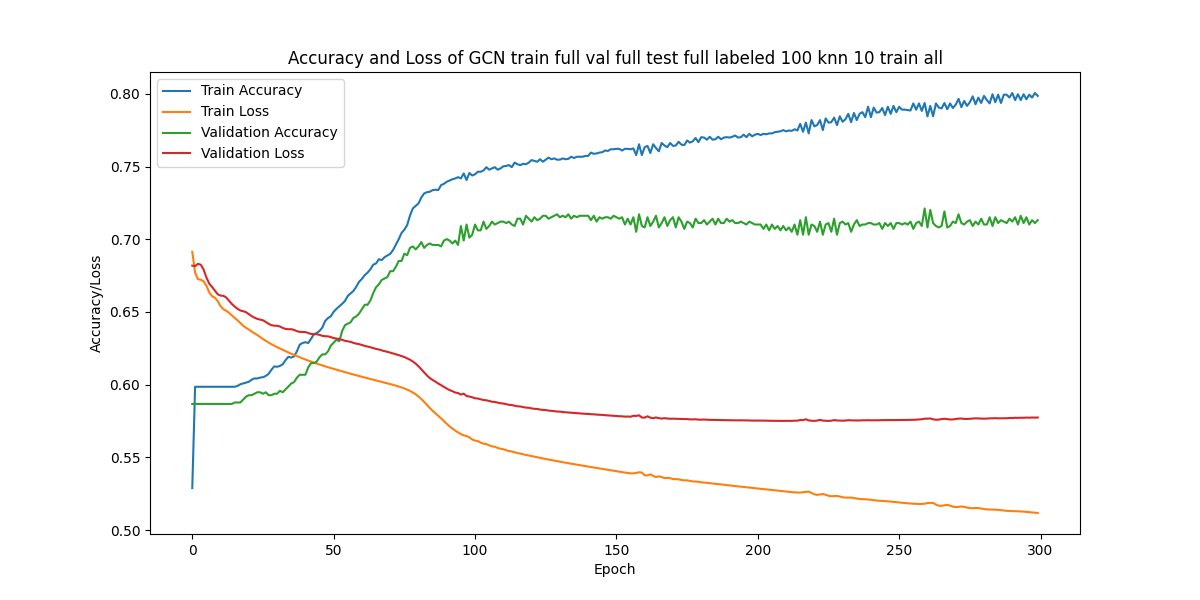 Accuracy and Loss of GCN train full val full test full labeled 100 knn 10 train all
Train Accuracy
Train Loss
Validation Accuracy
Validation Loss
Accuracy/Loss
0.80
0.75
0.70
0.65
0.60
0.55
0.50
0 50 100 150 200 250 300
Epoch